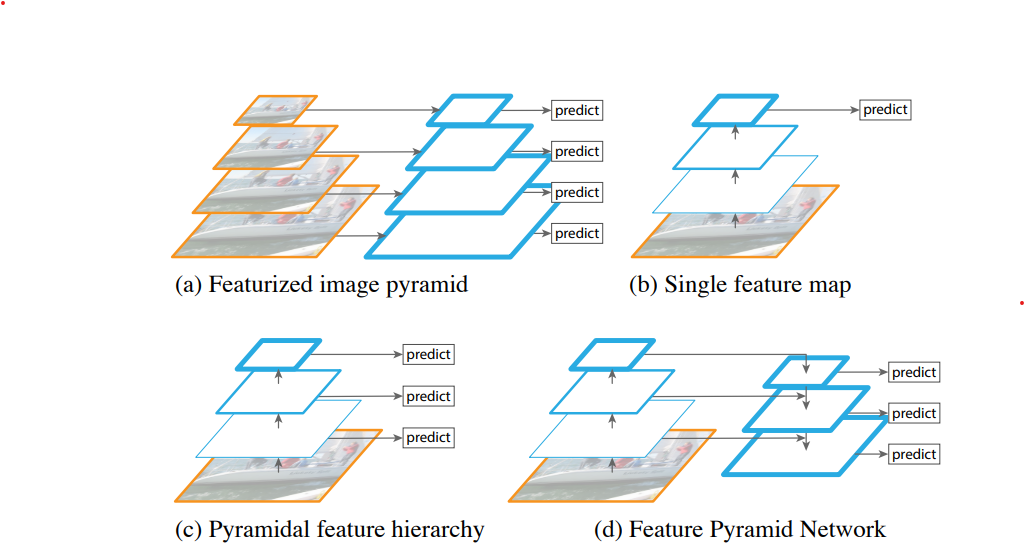 predict
predict
predict
predict
predict
(a) Featurized image pyramid
(b) Single feature map
predict
predict
predict
predict
predict
predict
(c) Pyramidal feature hierarchy
(d) Feature Pyramid Network